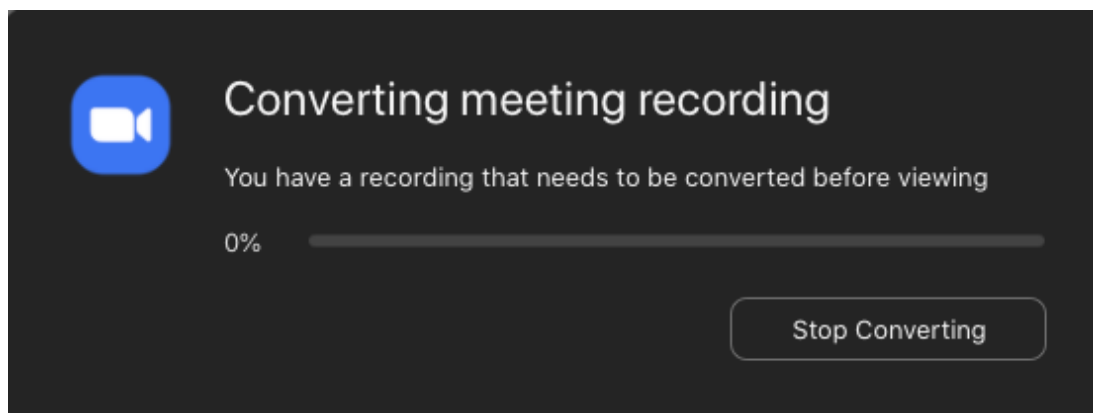 Converting meeting recording
You have a recording that needs to be converted before viewing
0%
Stop Converting